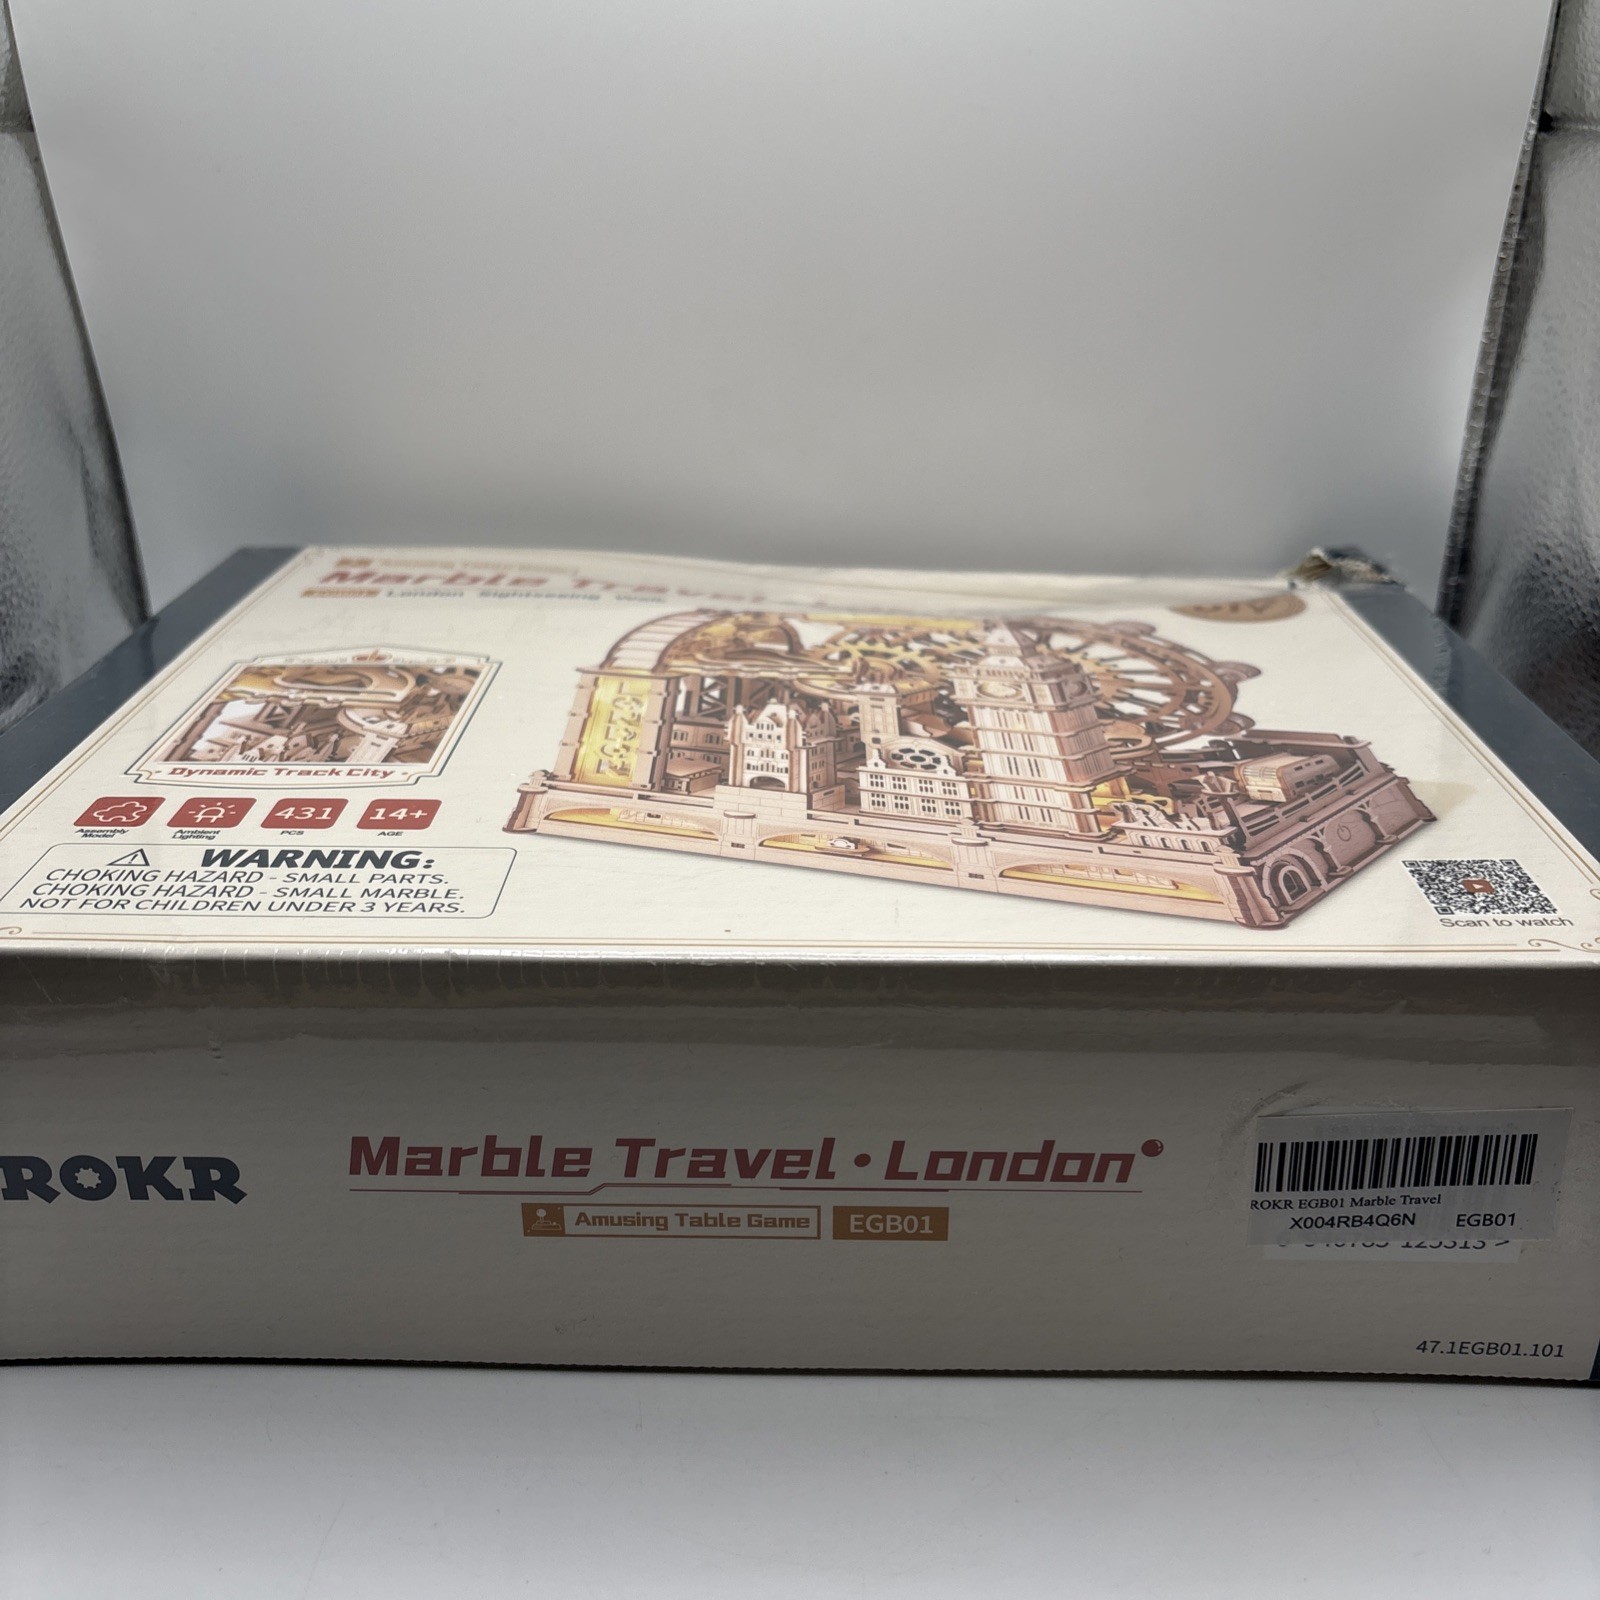 Marble Travel
London Sightseeing
Dynamic Track City
431
14+
Assembly Model
Ambient Lighting
PCS
AGE
WARNING:
CHOKING HAZARD - SMALL PARTS.
CHOKING HAZARD - SMALL MARBLE.
NOT FOR CHILDREN UNDER 3 YEARS.
Scan to watch
ROKR
Marble Travel • London
Amusing Table Game
EGB01
ROKR EGB01 Marble Travel
X004RB4Q6N EGB01
47.1EGB01.101